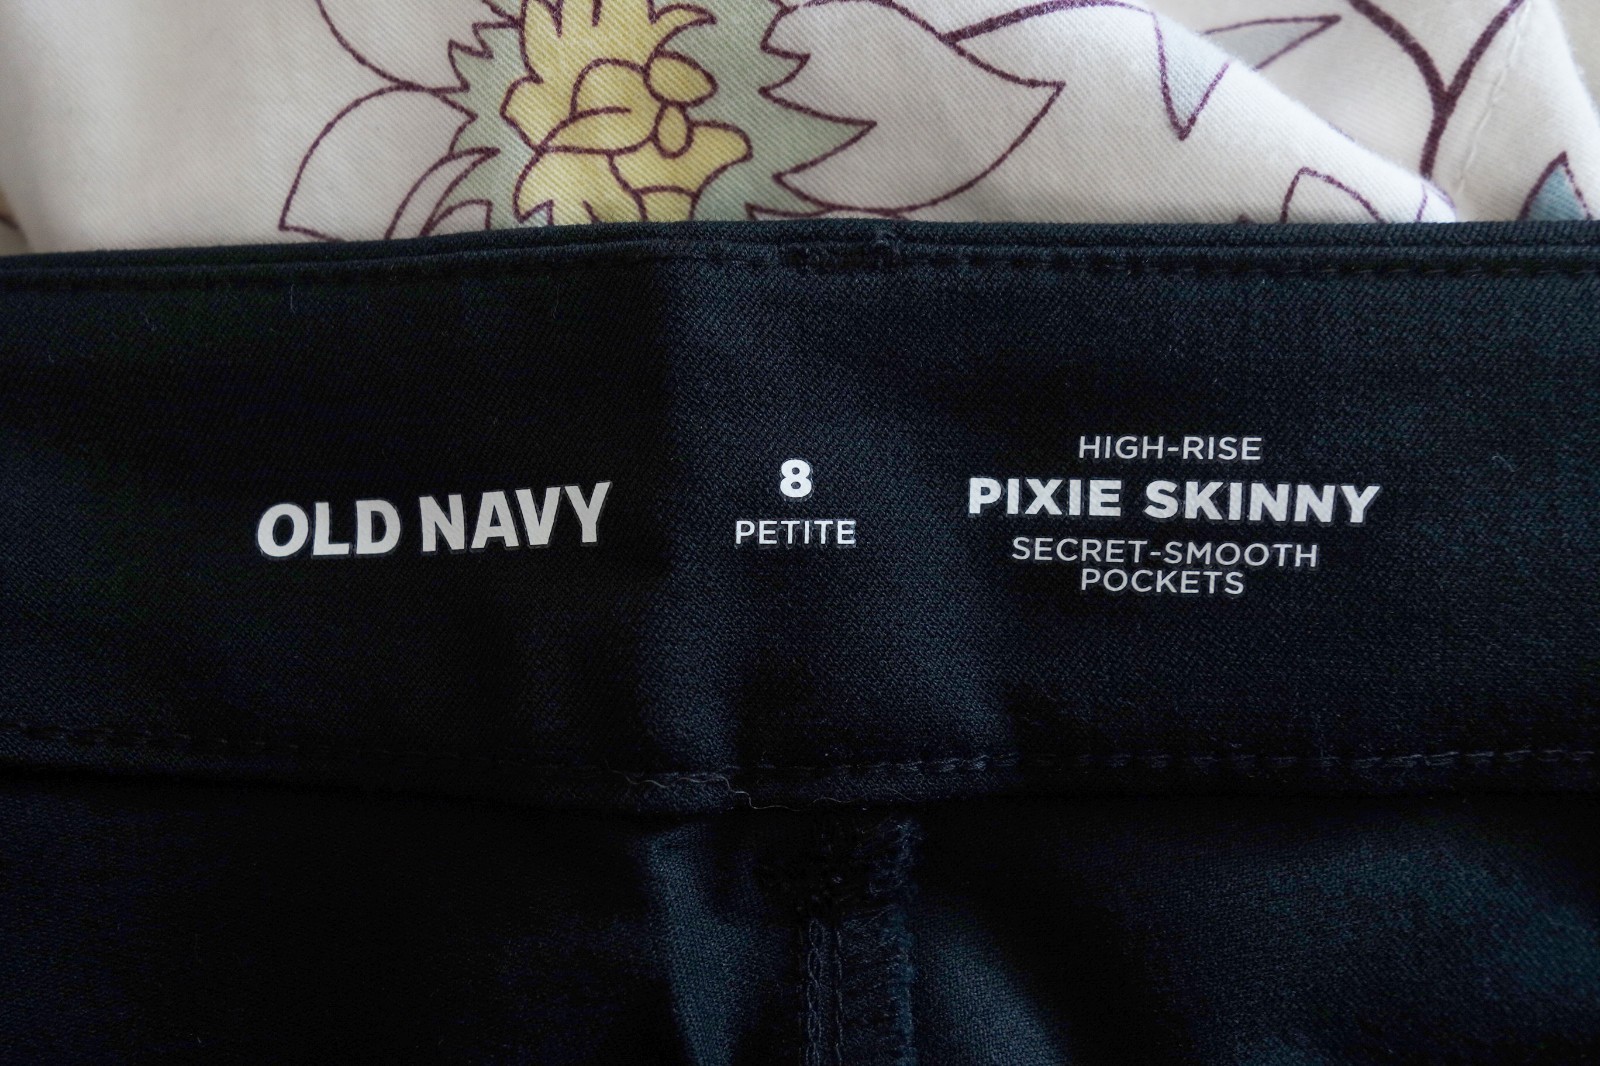 OLD NAVY
8
PETITE
HIGH-RISE
PIXIE SKINNY
SECRET-SMOOTH
POCKETS